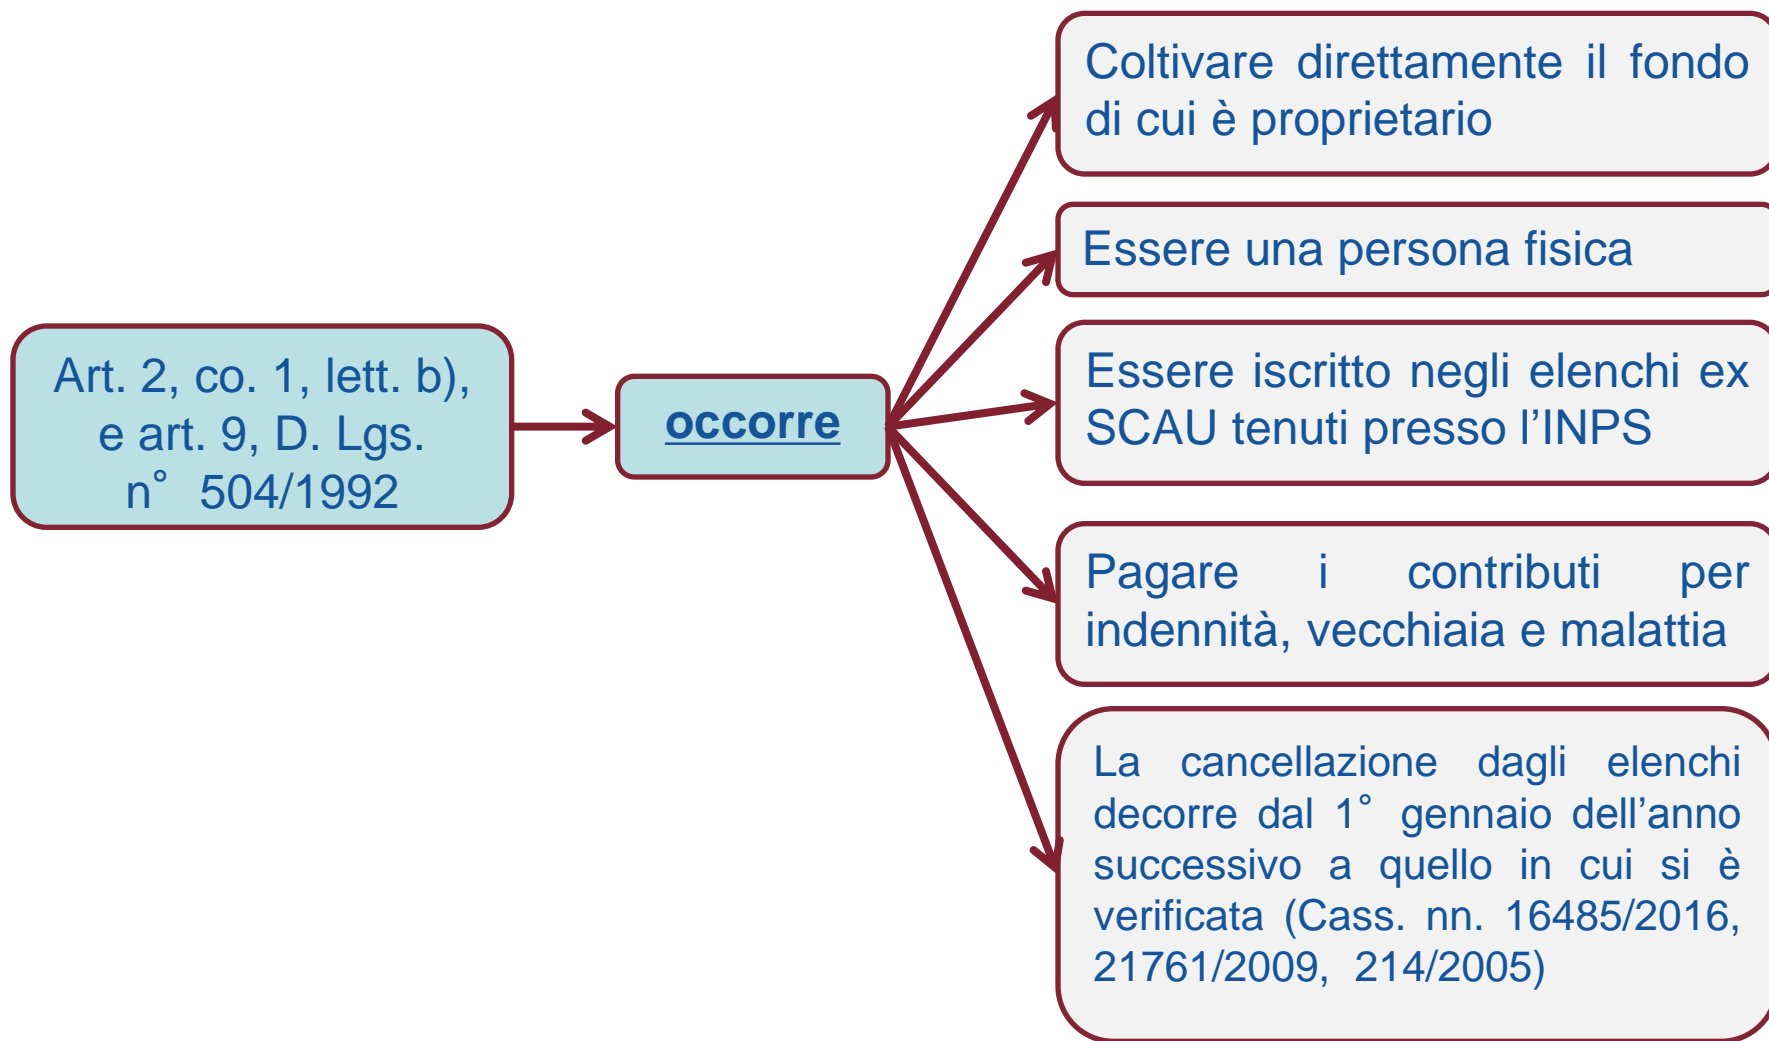 Art. 2, co. 1, lett. b),
e art. 9, D. Lgs.
n° 504/1992
occorre
Coltivare direttamente il fondo
di cui è proprietario
Essere una persona fisica
Essere iscritto negli elenchi ex
SCAU tenuti presso l’INPS
Pagare i contributi per
indennità, vecchiaia e malattia
La cancellazione dagli elenchi
decorre dal 1° gennaio dell’anno
successivo a quello in cui si è
verificata (Cass. nn. 16485/2016,
21761/2009, 214/2005)